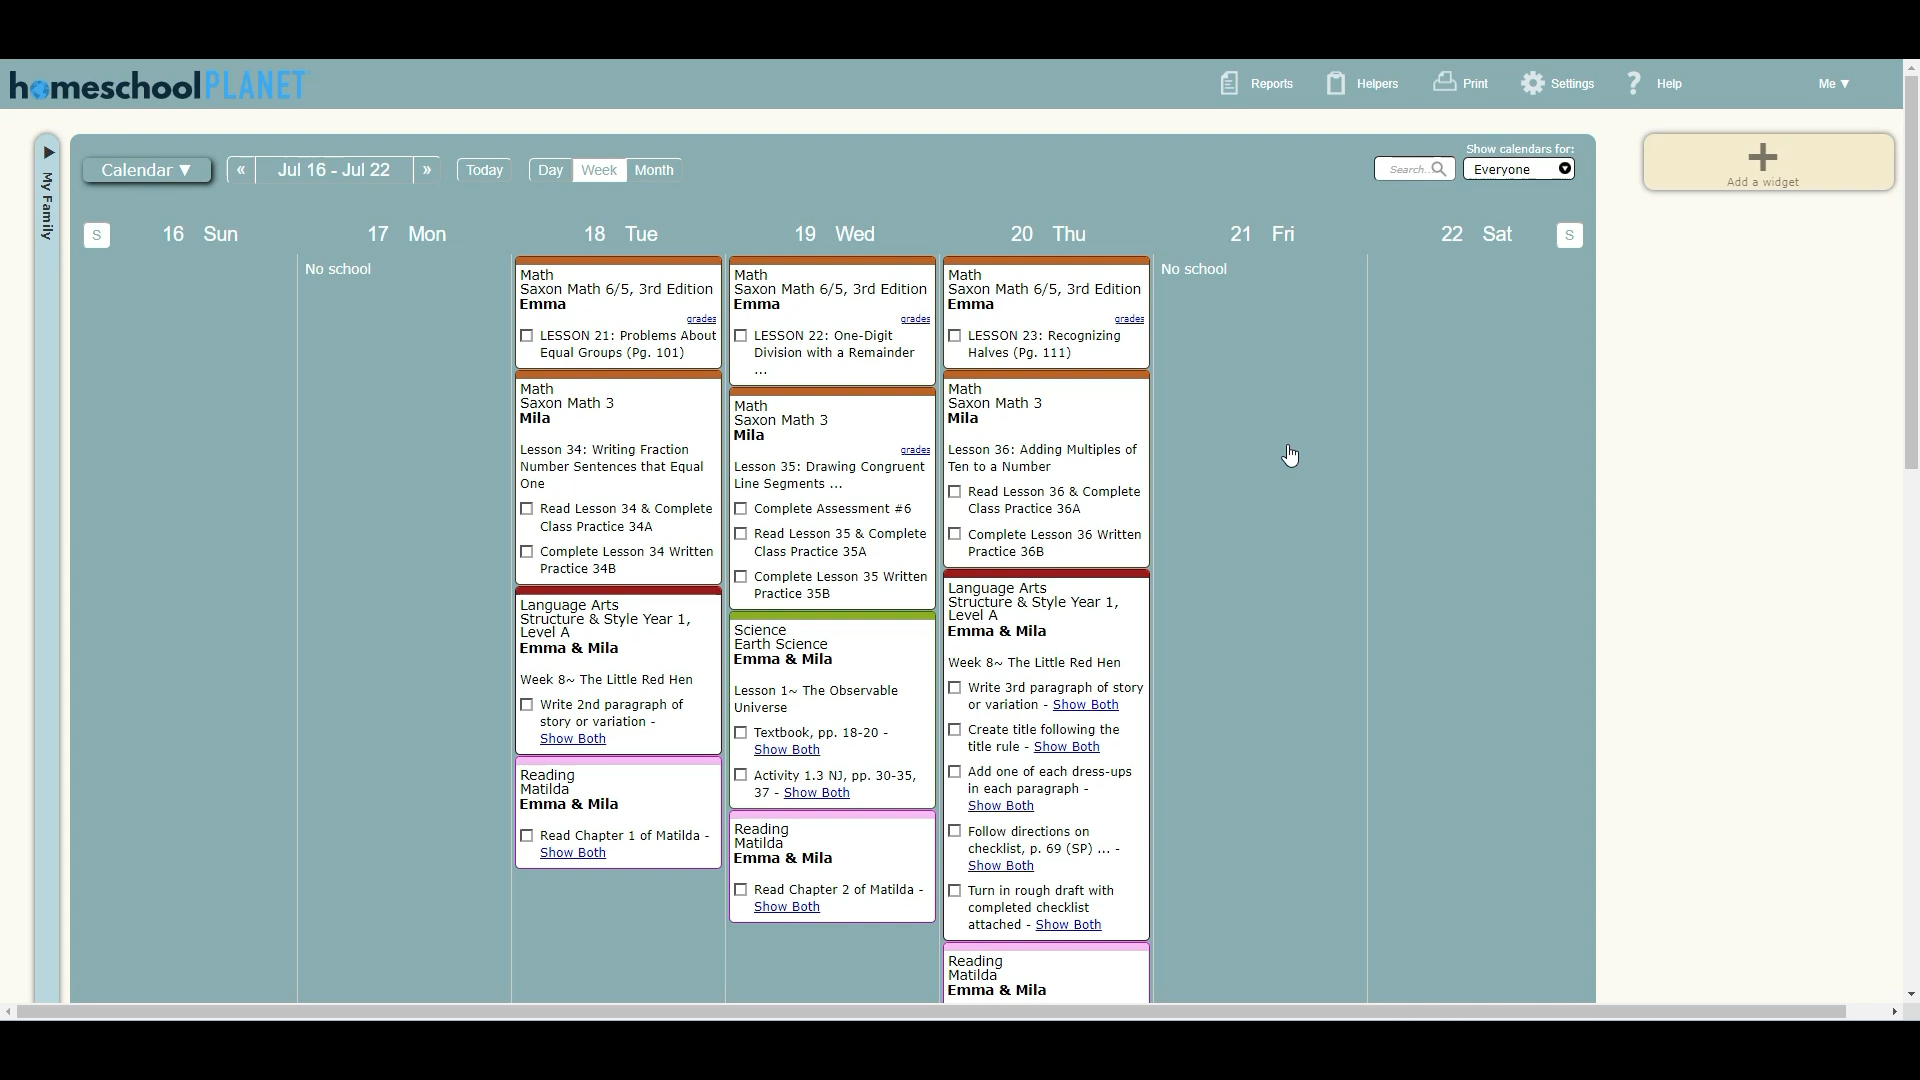 homeschoolPLANET
Reports
Helpers
Print
Settings
? Help
Me ▼
▶ My Family
Calendar ▼
«
Jul 16 - Jul 22
»
Today
Day
Week
Month
Search..
Show calendars for:
Everyone
+
Add a widget
S
16 Sun
17 Mon
18 Tue
19 Wed
20 Thu
21 Fri
22 Sat
S
No school
Math
Saxon Math 6/5, 3rd Edition
Emma
grades
LESSON 21: Problems About
Equal Groups (Pg. 101)
Math
Saxon Math 3
Mila
Lesson 34: Writing Fraction
Number Sentences that Equal
One
Read Lesson 34 & Complete
Class Practice 34A
Complete Lesson 34 Written
Practice 34B
Language Arts
Structure & Style Year 1,
Level A
Emma & Mila
Week 8~ The Little Red Hen
Write 2nd paragraph of
story or variation -
Show Both
Reading
Matilda
Emma & Mila
Read Chapter 1 of Matilda -
Show Both
Math
Saxon Math 6/5, 3rd Edition
Emma
grades
LESSON 22: One-Digit
Division with a Remainder
...
Math
Saxon Math 3
Mila
grades
Lesson 35: Drawing Congruent
Line Segments ...
Complete Assessment #6
Read Lesson 35 & Complete
Class Practice 35A
Complete Lesson 35 Written
Practice 35B
Science
Earth Science
Emma & Mila
Lesson 1~ The Observable
Universe
Textbook, pp. 18-20 -
Show Both
Activity 1.3 NJ, pp. 30-35,
37 - Show Both
Reading
Matilda
Emma & Mila
Read Chapter 2 of Matilda -
Show Both
Math
Saxon Math 6/5, 3rd Edition
Emma
grades
LESSON 23: Recognizing
Halves (Pg. 111)
Math
Saxon Math 3
Mila
Lesson 36: Adding Multiples of
Ten to a Number
Read Lesson 36 & Complete
Class Practice 36A
Complete Lesson 36 Written
Practice 36B
Language Arts
Structure & Style Year 1,
Level A
Emma & Mila
Week 8~ The Little Red Hen
Write 3rd paragraph of story
or variation - Show Both
Create title following the
title rule - Show Both
Add one of each dress-ups
in each paragraph -
Show Both
Follow directions on
checklist, p. 69 (SP) ... -
Show Both
Turn in rough draft with
completed checklist
attached - Show Both
Reading
Matilda
Emma & Mila
No school